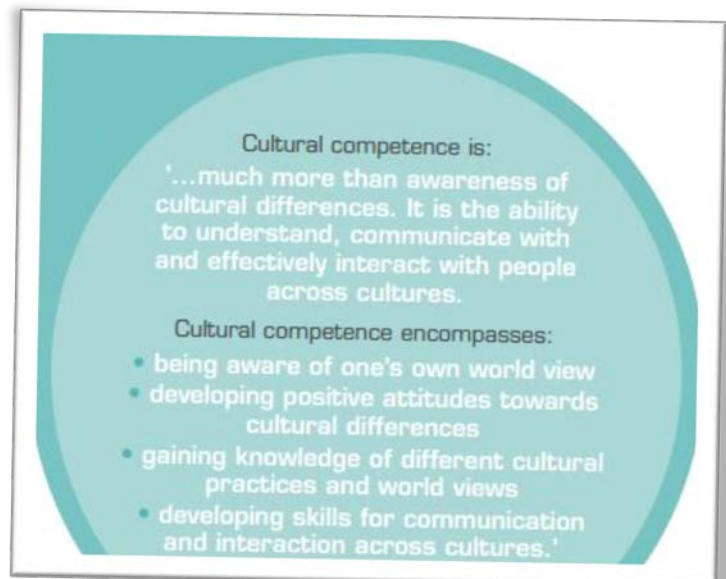 Cultural competence is:
'...much more than awareness of
cultural differences. It is the ability
to understand, communicate with
and effectively interact with people
across cultures.
Cultural competence encompasses:
• being aware of one's own world view
• developing positive attitudes towards
cultural differences
• gaining knowledge of different cultural
practices and world views
• developing skills for communication
and interaction across cultures.'